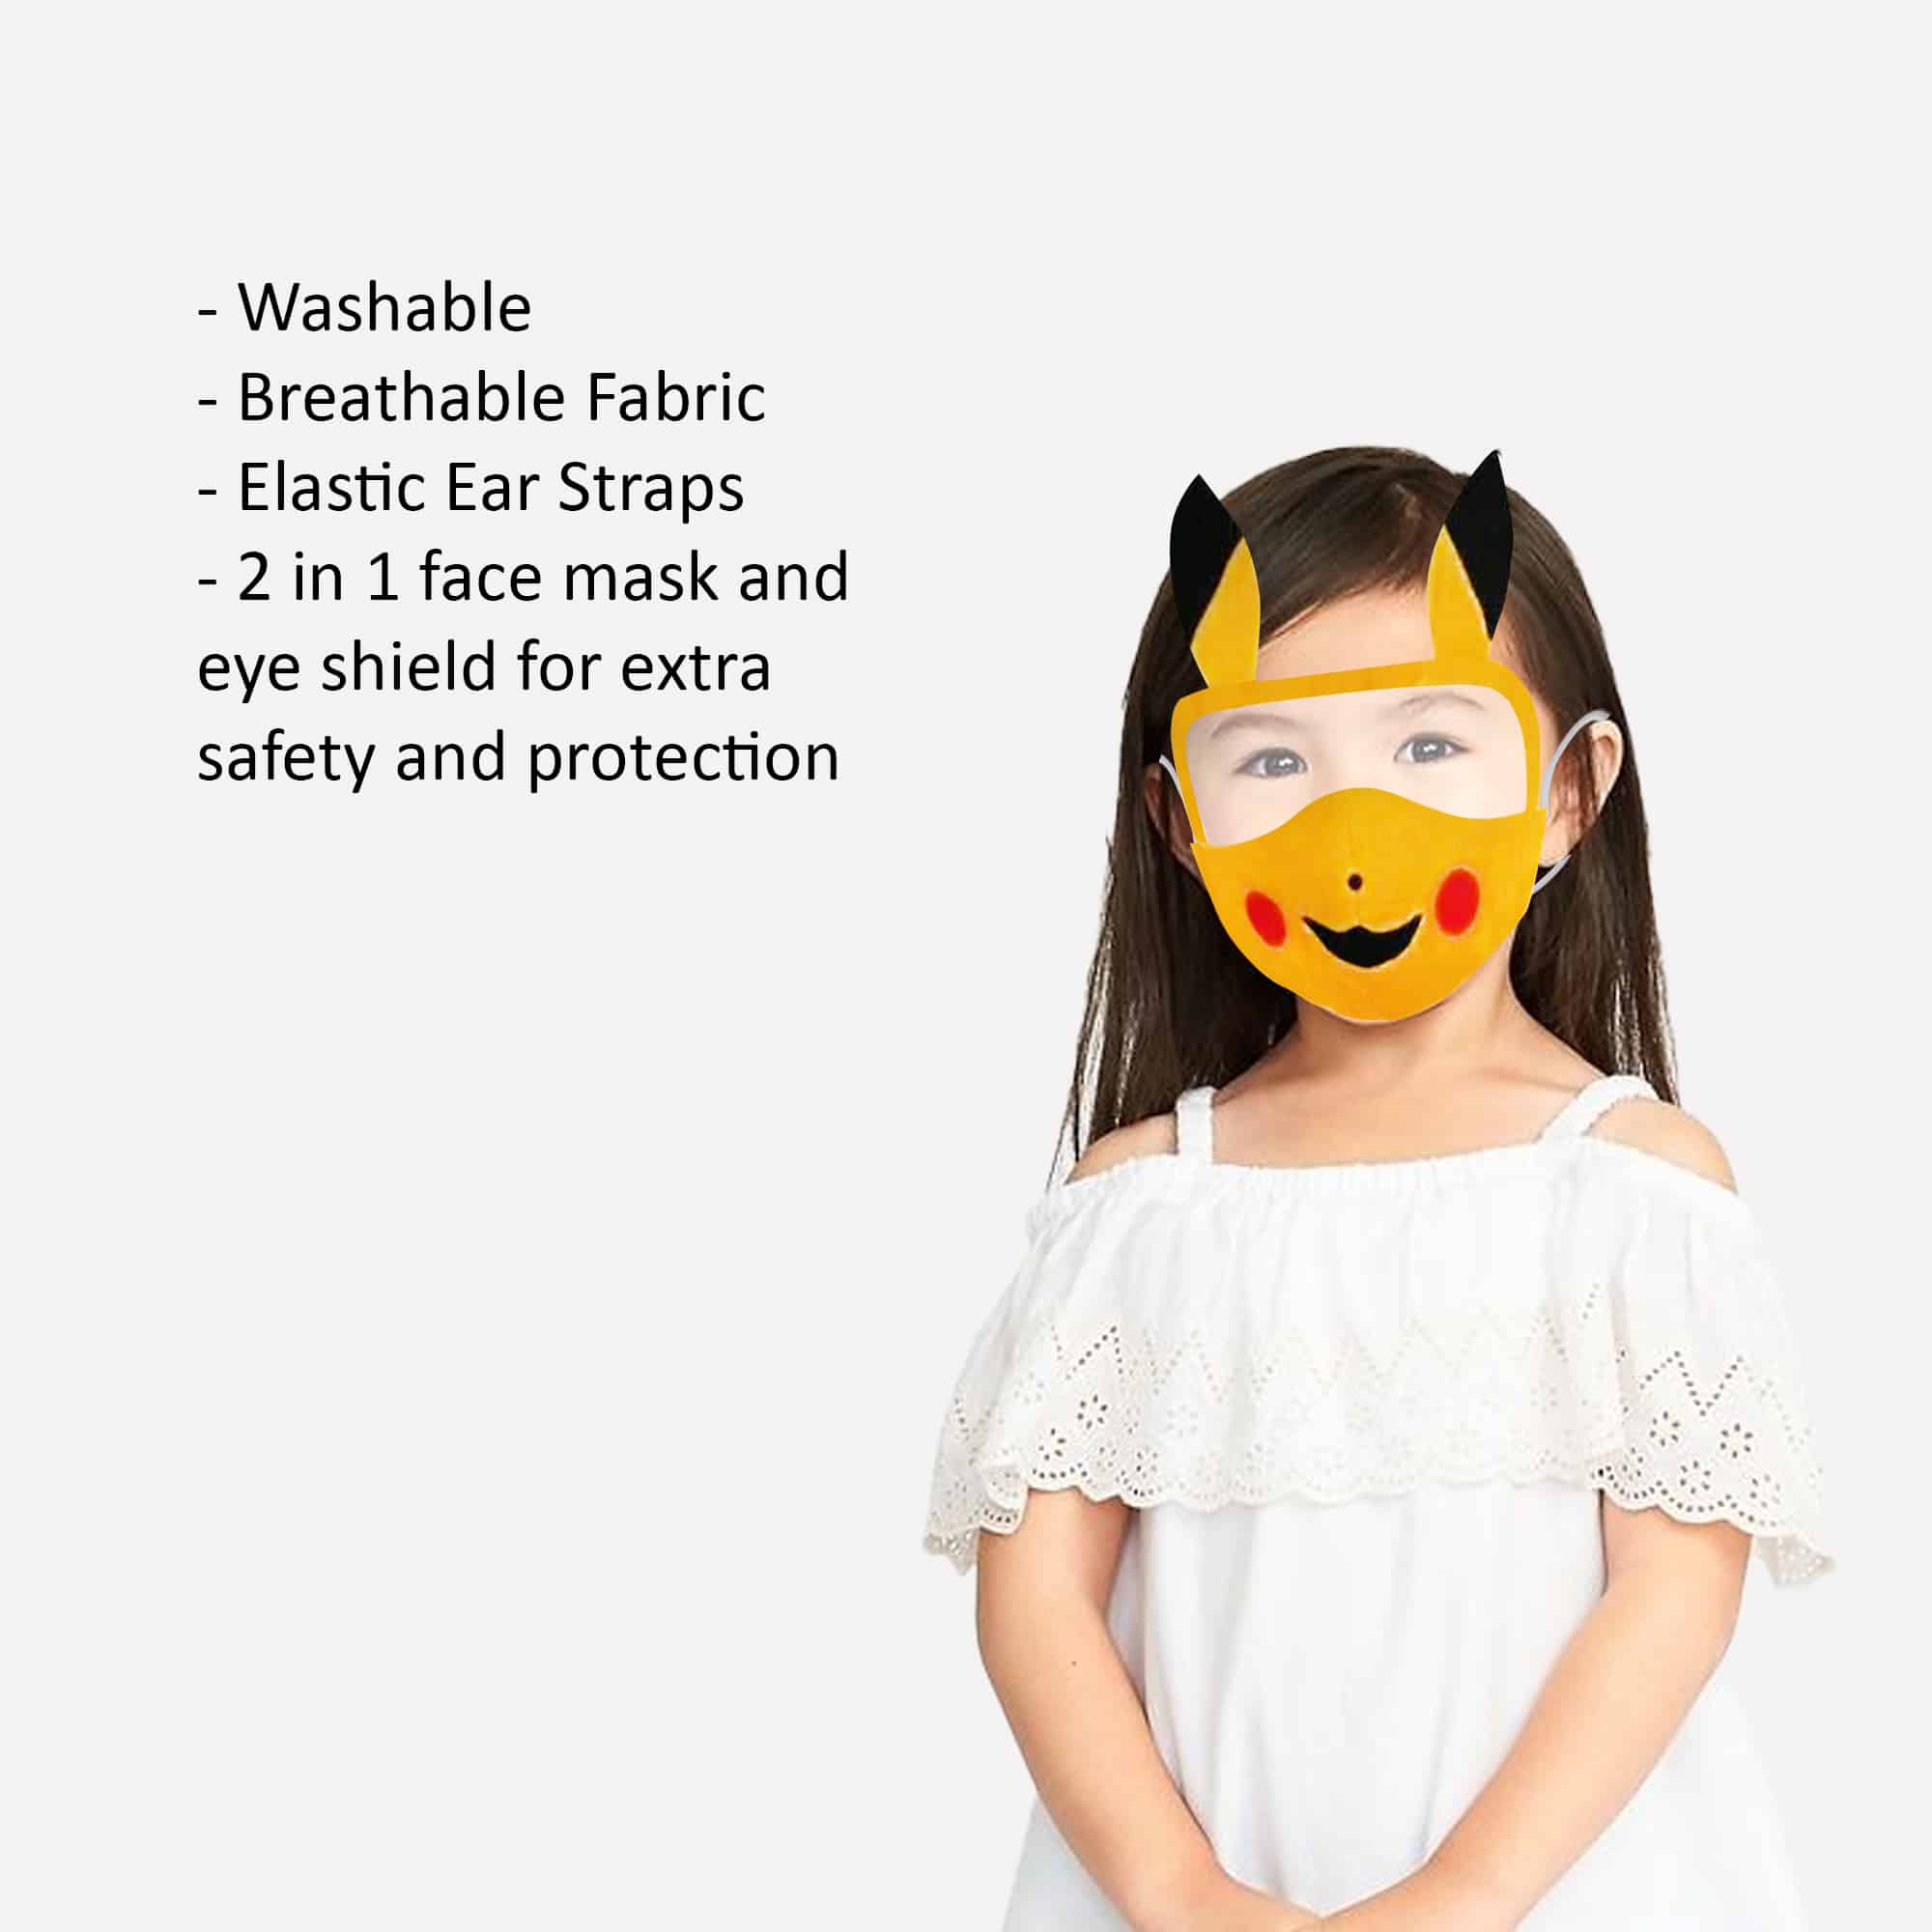 - Washable
- Breathable Fabric
- Elastic Ear Straps
- 2 in 1 face mask and
eye shield for extra
safety and protection